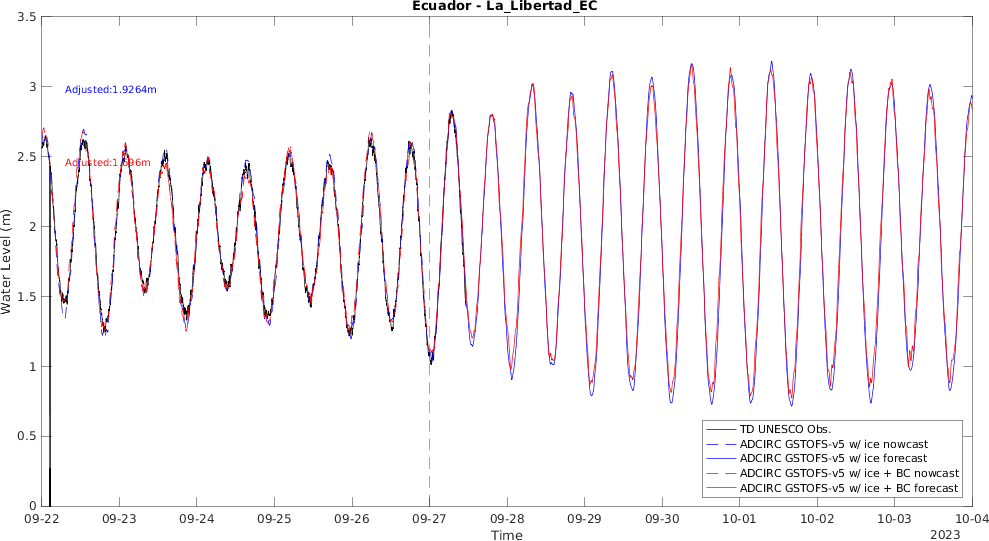 Ecuador - La_Libertad_EC
3.5
3
2.5
2
1.5
1
0.5
0
Water Level (m)
Adjusted:1.9264m
TD UNESCO Obs.
ADCIRC GSTOFS-v5 w/ ice nowcast
ADCIRC GSTOFS-v5 w/ ice forecast
ADCIRC GSTOFS-v5 w/ ice + BC nowcast
ADCIRC GSTOFS-v5 w/ ice + BC forecast
09-22
09-23
09-24
09-25
09-26
09-27
09-28
09-29
09-30
10-01
10-02
10-03
10-04
Time
2023